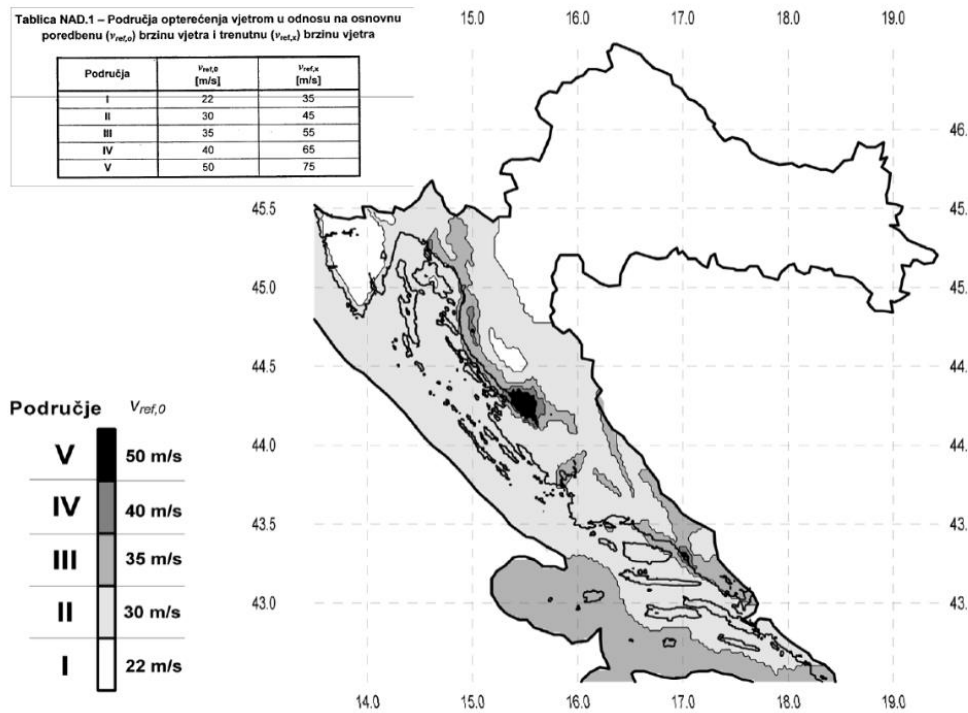 Tablica NAD.1 – Područja opterećenja vjetrom u odnosu na osnovnu
poredbenu (vref,o) brzinu vjetra i trenutnu (vref,x) brzinu vjetra
Područja vref,0 [m/s] vref,x [m/s]
I 22 35
II 30 45
III 35 55
IV 40 65
V 50 75
15.0 16.0 17.0 18.0 19.0
46.
45.5 45.
45.0 45.
44.5 44.
44.0 44.
43.5 43.
43.0 43.
14.0 15.0 16.0 17.0 18.0 19.0
Područje Vref,0
V 50 m/s
IV 40 m/s
III 35 m/s
II 30 m/s
I 22 m/s